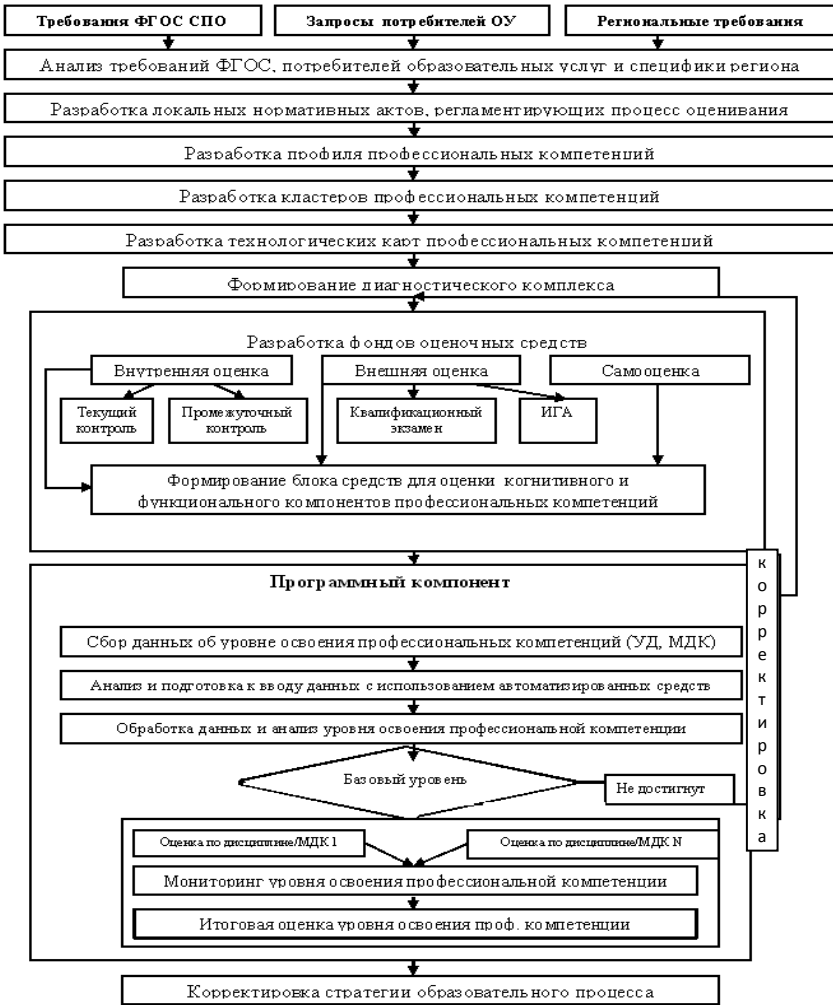 Требования ФГОС СПО
Запросы потребителей ОУ
Региональные требования
Анализ требований ФГОС, потребителей образовательных услуг и специфики региона
Разработка локальных нормативных актов, регламентирующих процесс оценивания
Разработка профиля профессиональных компетенций
Разработка кластеров профессиональных компетенций
Разработка технологических карт профессиональных компетенций
Формирование диагностического комплекса
Разработка фондов оценочных средств
Внутренняя оценка
Внешняя оценка
Самооценка
Текущий
контроль
Промежуточный
контроль
Квалификационный
экзамен
ИГА
Формирование блока средств для оценки когнитивного и
функционального компонентов профессиональных компетенций
Программный компонент
Сбор данных об уровне освоения профессиональных компетенций (УД, МДК)
Анализ и подготовка к вводу данных с использованием автоматизированных средств
Обработка данных и анализ уровня освоения профессиональной компетенции
Базовый уровень
Не достигнут
корректировка
Оценка по дисциплине/МДК 1
Оценка по дисциплине/МДК N
Мониторинг уровня освоения профессиональной компетенции
Итоговая оценка уровня освоения проф. компетенции
Корректировка стратегии образовательного процесса